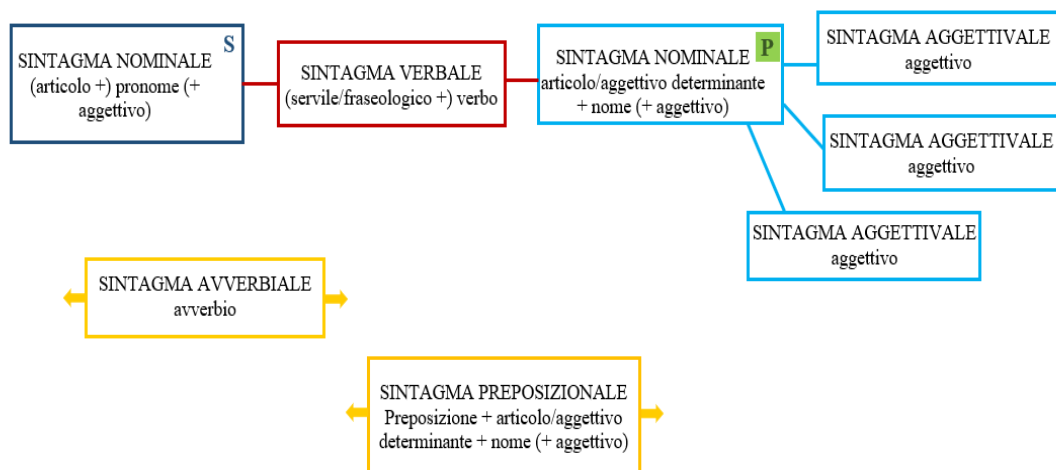 S
SINTAGMA NOMINALE
(articolo +) pronome (+
aggettivo)
SINTAGMA VERBALE
(servile/fraseologico +) verbo
P
SINTAGMA NOMINALE
articolo/aggettivo determinante
+ nome (+ aggettivo)
SINTAGMA AGGETTIVALE
aggettivo
SINTAGMA AGGETTIVALE
aggettivo
SINTAGMA AGGETTIVALE
aggettivo
SINTAGMA AVVERBIALE
avverbio
SINTAGMA PREPOSIZIONALE
Preposizione + articolo/aggettivo
determinante + nome (+ aggettivo)